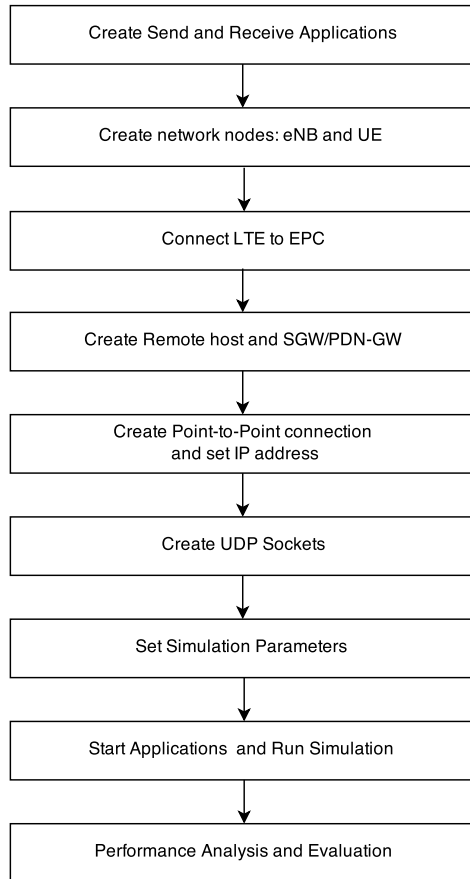 Create Send and Receive Applications
Create network nodes: eNB and UE
Connect LTE to EPC
Create Remote host and SGW/PDN-GW
Create Point-to-Point connection
and set IP address
Create UDP Sockets
Set Simulation Parameters
Start Applications and Run Simulation
Performance Analysis and Evaluation